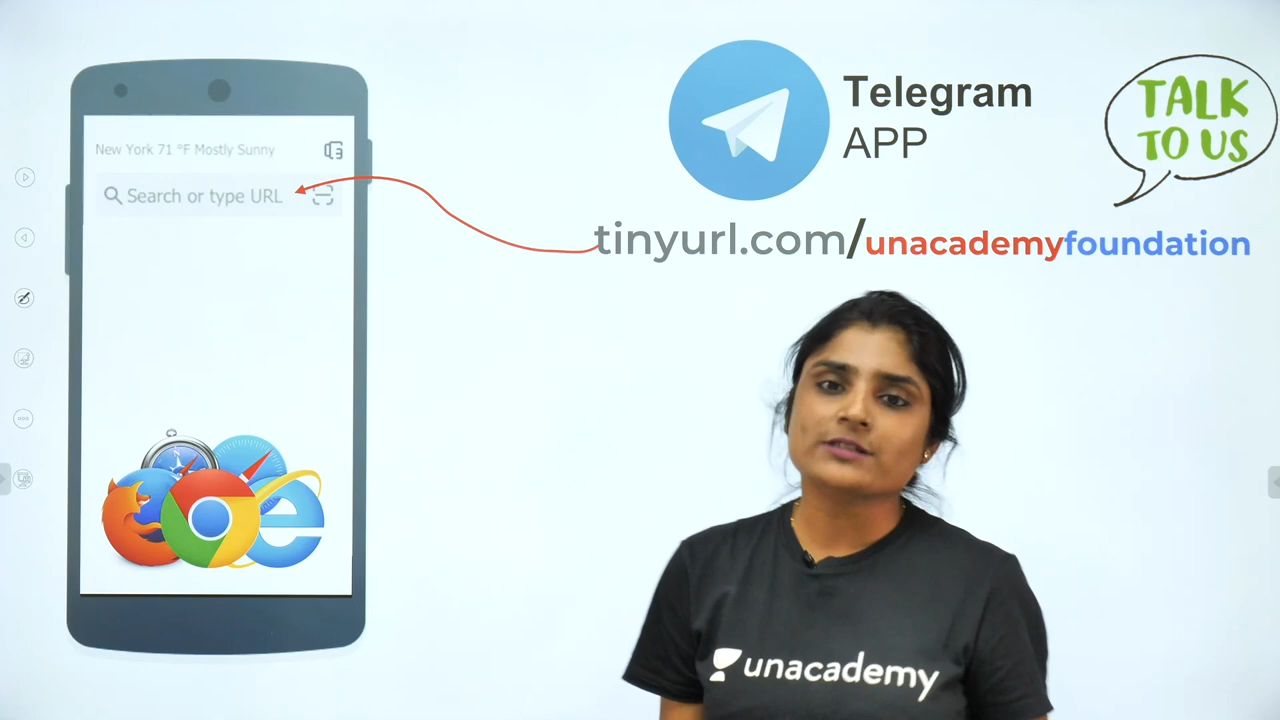 New York 71 °F Mostly Sunny
Search or type URL
Telegram
APP
TALK
TO US
tinyurl.com/unacademyfoundation
unacademy